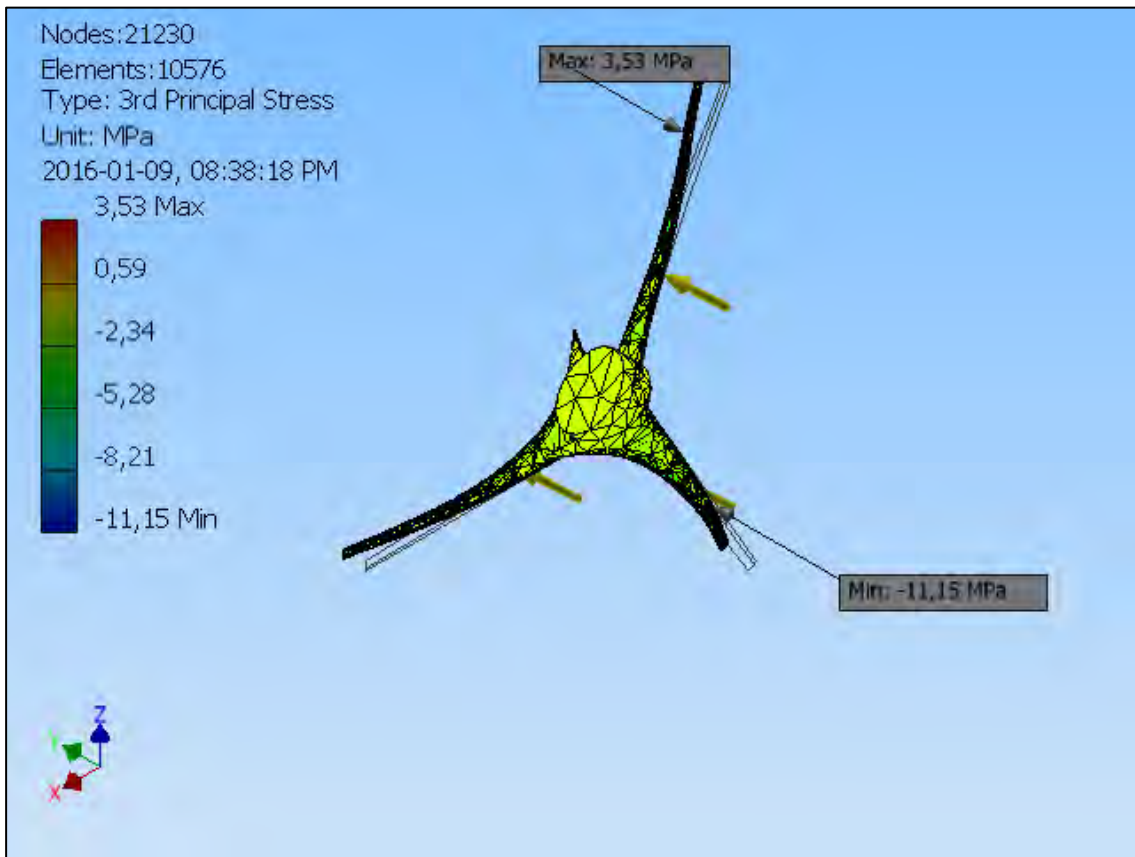 Nodes:21230
Elements:10576
Type: 3rd Principal Stress
Unit: MPa
2016-01-09, 08:38:18 PM
3,53 Max
0,59
-2,34
-5,28
-8,21
-11,15 Min
Max: 3,53 MPa
Min: -11,15 MPa
Z
Y
X